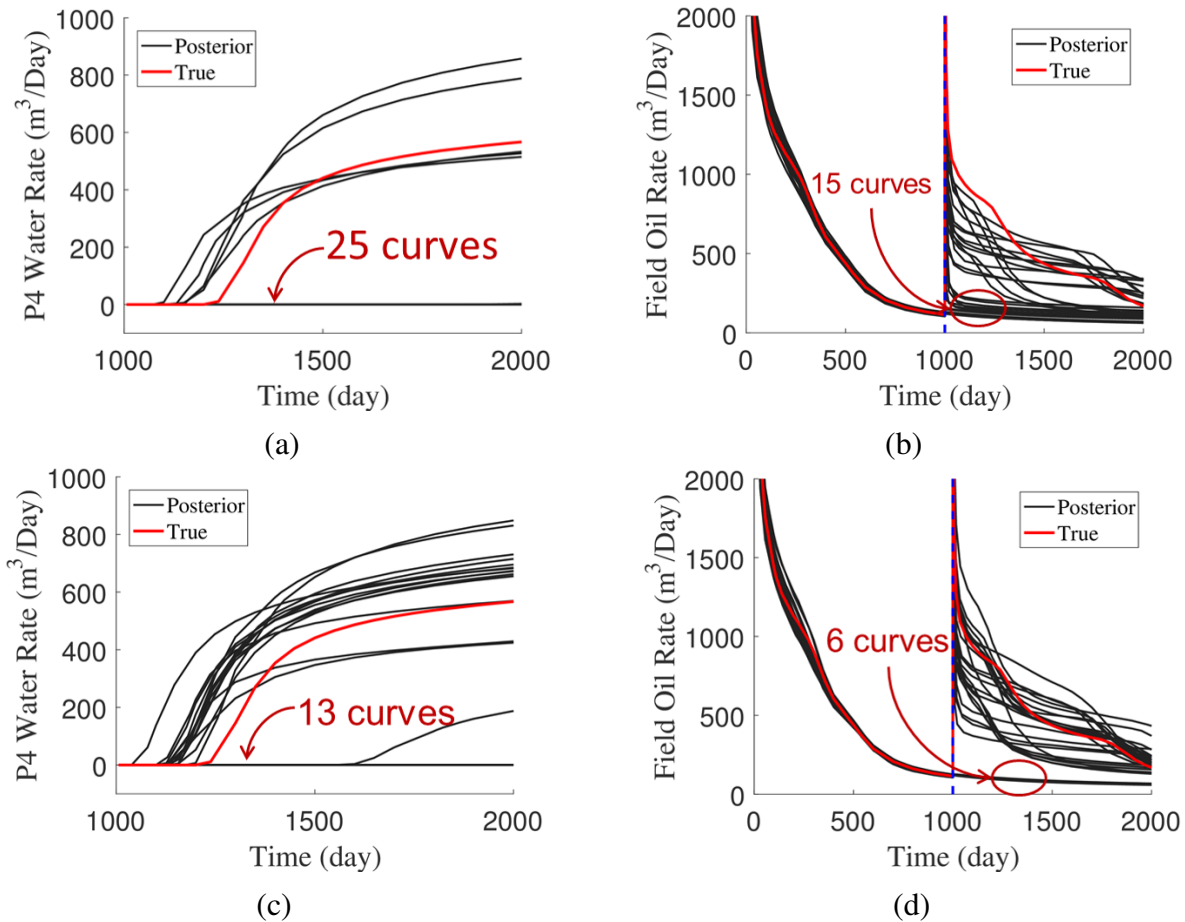 P4 Water Rate (m³/Day)
1000
800
600
400
200
0
Posterior
True
25 curves
1000
1500
2000
Time (day)
(a)
Field Oil Rate (m³/Day)
2000
1500
1000
500
0
Posterior
True
15 curves
0
500
1000
1500
2000
Time (day)
(b)
P4 Water Rate (m³/Day)
1000
800
600
400
200
0
Posterior
True
13 curves
1000
1500
2000
Time (day)
(c)
Field Oil Rate (m³/Day)
2000
1500
1000
500
0
Posterior
True
6 curves
0
500
1000
1500
2000
Time (day)
(d)